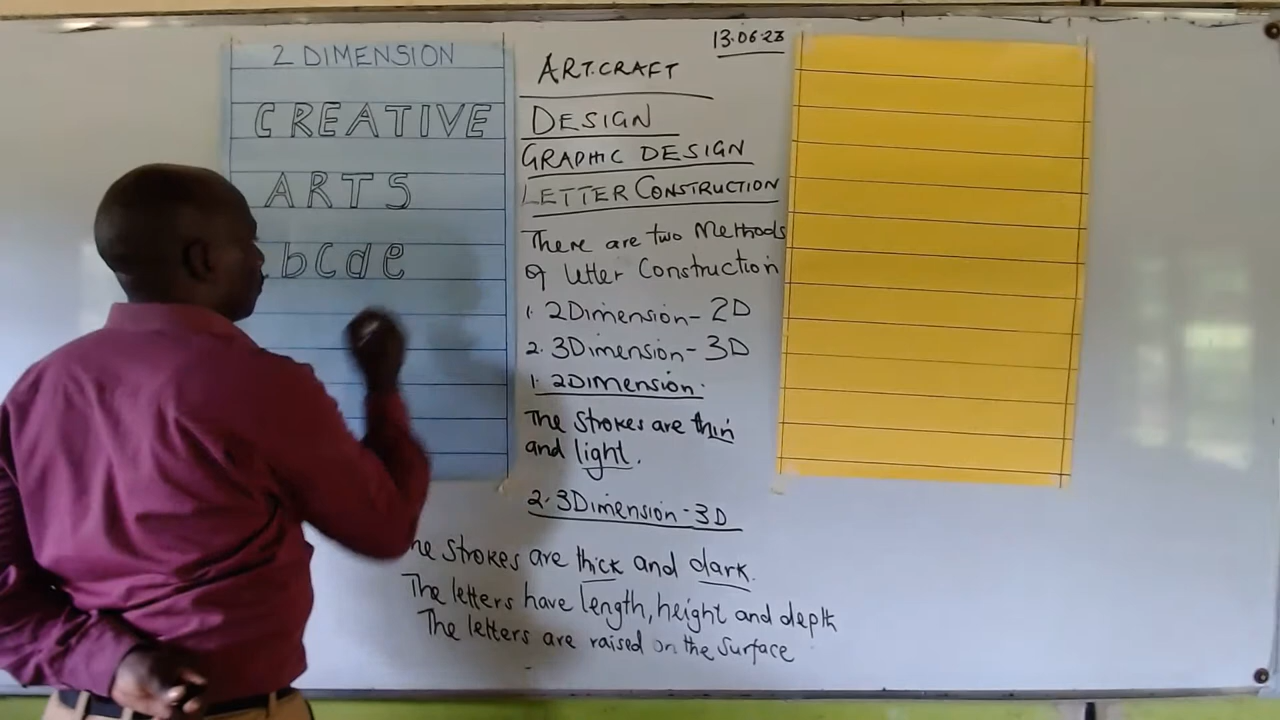 2 DIMENSION
CREATIVE
ARTS
bCde
13.06.23
ART.CRAFT
DESIGN
GRAPHIC DESIGN
LETTER CONSTRUCTION
There are two Methods
of letter Construction
1. 2Dimension- 2D
2. 3Dimension- 3D
1. 2Dimension.
The Strokes are thin
and light.
2. 3Dimension-3D
Strokes are thick and dark.
The letters have length, height and depth
The letters are raised on the surface